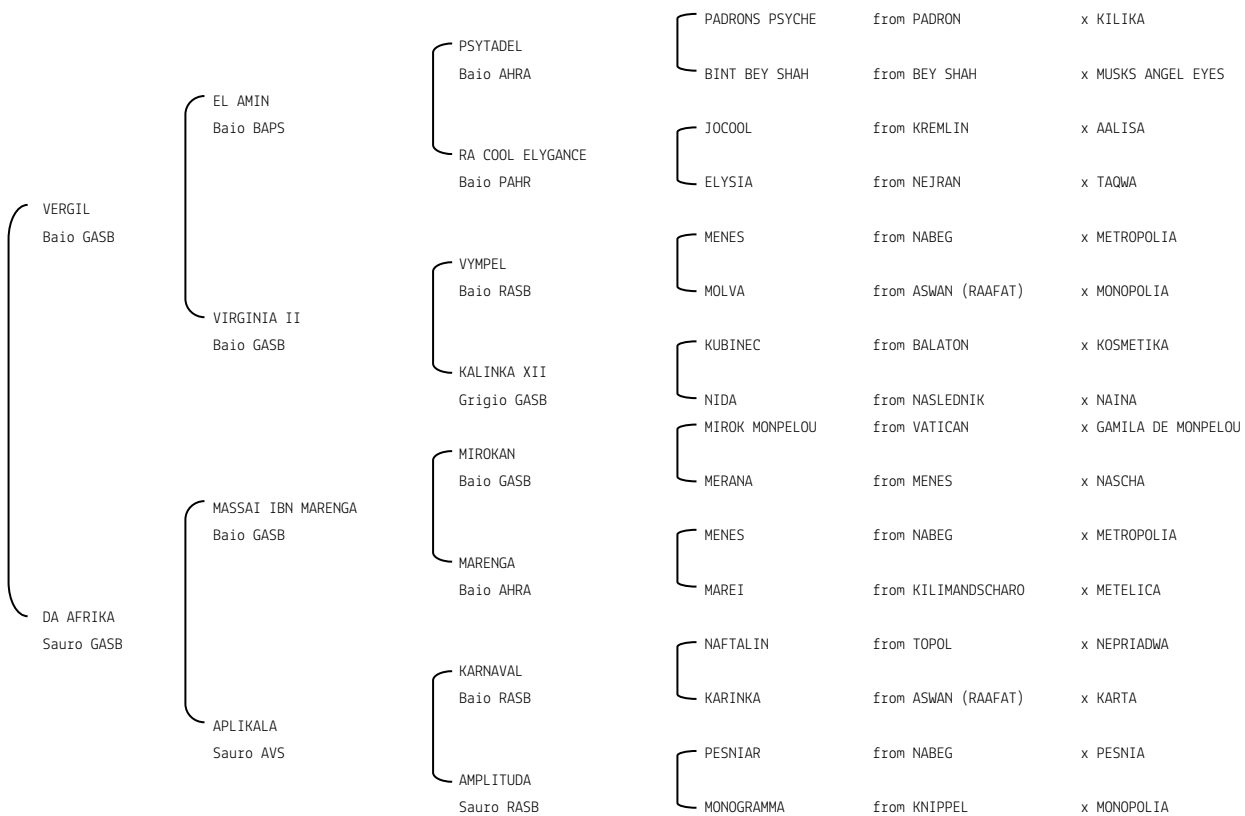 PADRONS PSYCHE from PADRON x KILIKA
PSYTADEL
Baio AHRA
BINT BEY SHAH from BEY SHAH x MUSKS ANGEL EYES
EL AMIN
Baio BAPS
JOCOOL from KREMLIN x AALISA
RA COOL ELYGANCE
Baio PAHR
ELYSIA from NEJRAN x TAQWA
VERGIL
Baio GASB
MENES from NABEG x METROPOLIA
VYMPEL
Baio RASB
MOLVA from ASWAN (RAAFAT) x MONOPOLIA
VIRGINIA II
Baio GASB
KUBINEC from BALATON x KOSMETIKA
KALINKA XII
Grigio GASB
NIDA from NASLEDNIK x NAINA
MIROK MONPELOU from VATICAN x GAMILA DE MONPELOU
MIROKAN
Baio GASB
MERANA from MENES x NASCHA
MASSAI IBN MARENGA
Baio GASB
MENES from NABEG x METROPOLIA
MARENGA
Baio AHRA
MAREI from KILIMANDSCHARO x METELICA
DA AFRIKA
Sauro GASB
NAFTALIN from TOPOL x NEPRIADWA
KARNAVAL
Baio RASB
KARINKA from ASWAN (RAAFAT) x KARTA
APLIKALA
Sauro AVS
PESNIAR from NABEG x PESNIA
AMPLITUDA
Sauro RASB
MONOGRAMMA from KNIPPEL x MONOPOLIA